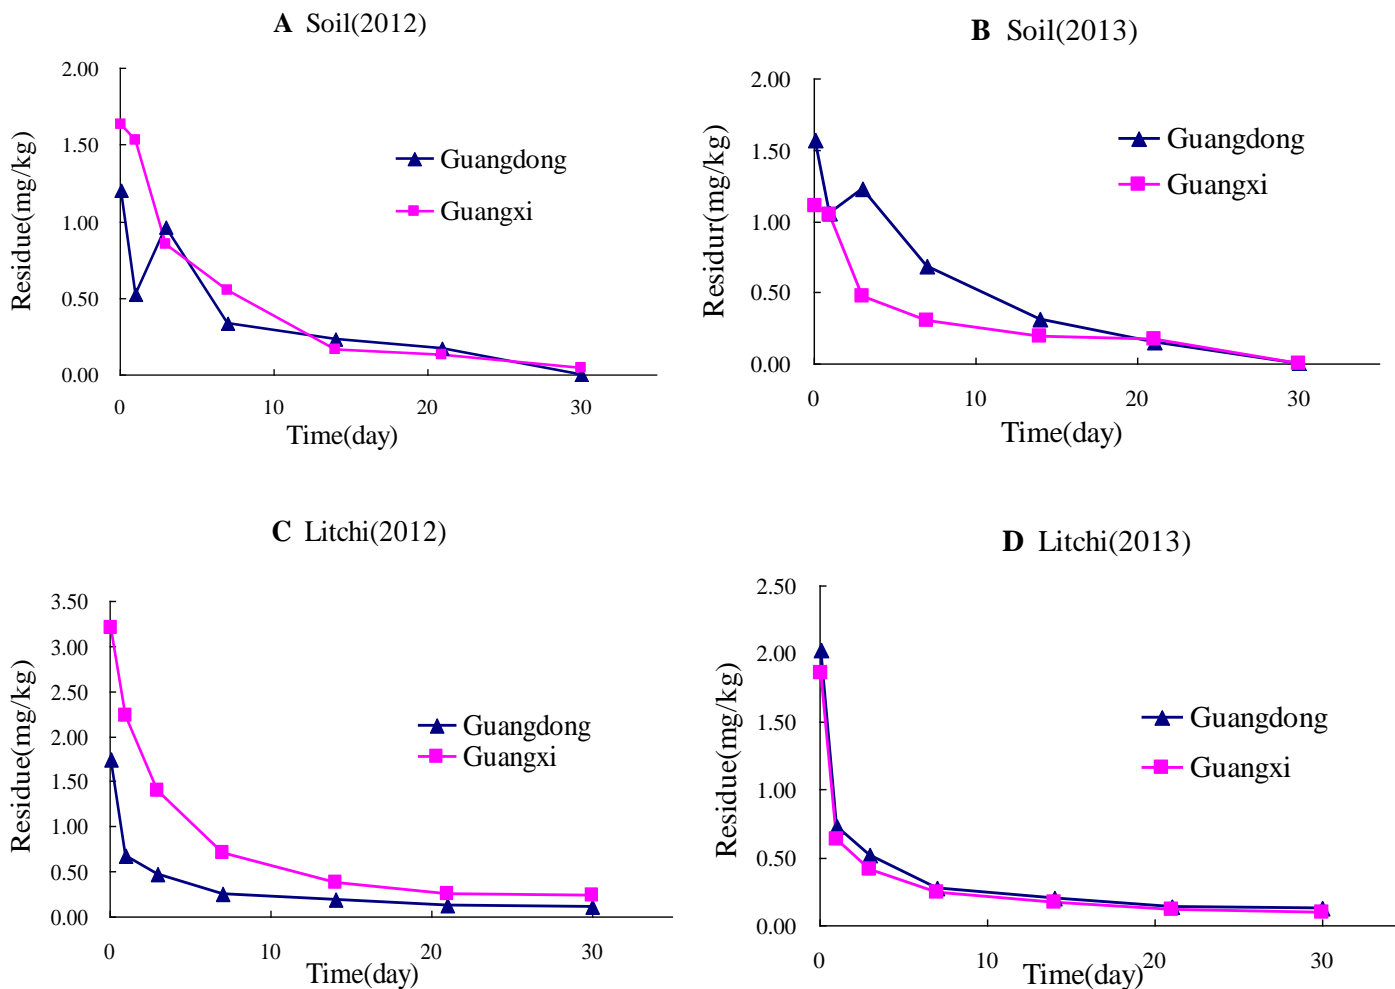 A Soil(2012)
2.00
1.50
1.00
0.50
0.00
Residue(mg/kg)
Guangdong
Guangxi
0 10 20 30
Time(day)
B Soil(2013)
2.00
1.50
1.00
0.50
0.00
Residur(mg/kg)
Guangdong
Guangxi
0 10 20 30
Time(day)
C Litchi(2012)
3.50
3.00
2.50
2.00
1.50
1.00
0.50
0.00
Residue(mg/kg)
Guangdong
Guangxi
0 10 20 30
Time(day)
D Litchi(2013)
2.50
2.00
1.50
1.00
0.50
0.00
Residue(mg/kg)
Guangdong
Guangxi
0 10 20 30
Time(day)